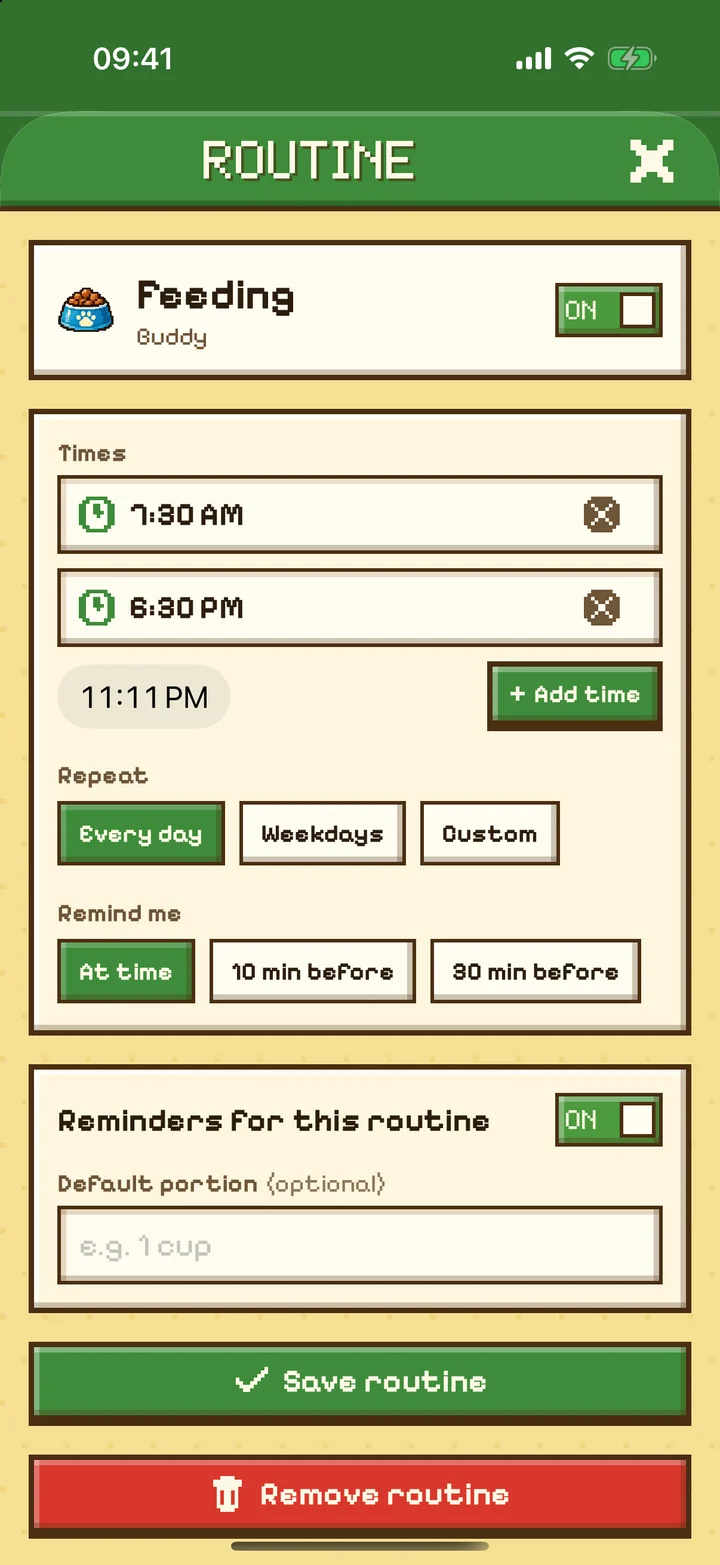 09:41
ROUTINE
Feeding
Buddy
ON
Times
7:30 AM
6:30 PM
11:11 PM
+ Add time
Repeat
Every day
Weekdays
Custom
Remind me
At time
10 min before
30 min before
Reminders for this routine
ON
Default portion (optional)
e.g. 1 cup
Save routine
Remove routine